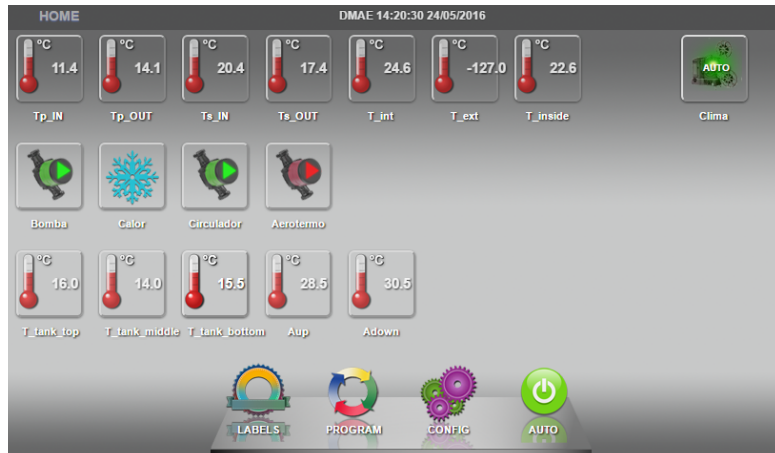 HOME DMAE 14:20:30 24/05/2016
°C °C °C °C °C °C °C
11.4 14.1 20.4 17.4 24.6 -127.0 22.6 AUTO
Tp_IN Tp_OUT Ts_IN Ts_OUT T_int T_ext T_inside Clima
Bomba Calor Circulador Aerotermo
°C °C °C °C °C
16.0 14.0 15.5 28.5 30.5
T_tank_top T_tank_middle T_tank_bottom Aup Adown
LABELS PROGRAM CONFIG AUTO